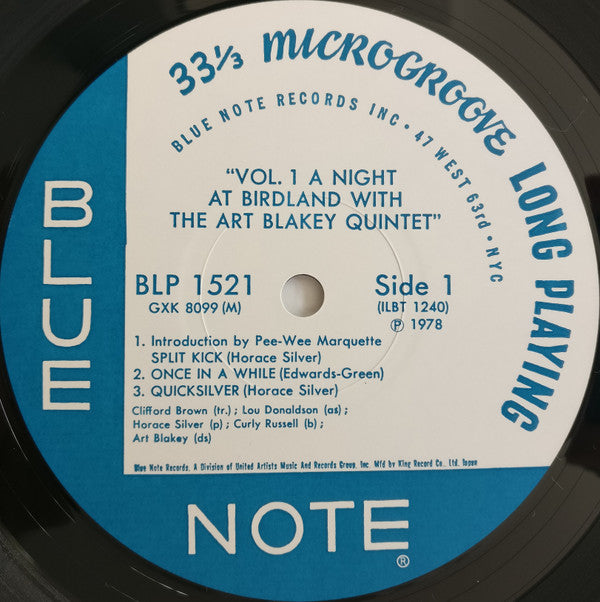 33⅓ MICROGROOVE LONG PLAYING
BLUE NOTE RECORDS INC • 47 WEST 63rd • NYC
"VOL. 1 A NIGHT
AT BIRDLAND WITH
THE ART BLAKEY QUINTET"
BLP 1521
GXK 8099 (M)
Side 1
(ILBT 1240)
Ⓟ 1978
1. Introduction by Pee-Wee Marquette
SPLIT KICK (Horace Silver)
2. ONCE IN A WHILE (Edwards-Green)
3. QUICKSILVER (Horace Silver)
Clifford Brown (tr.) ; Lou Donaldson (as) ;
Horace Silver (p) ; Curly Russell (b) ;
Art Blakey (ds)
Blue Note Records, A Division of United Artists Music And Records Group, Inc. Mfd by King Record Co., Ltd. Japan
BLUE
NOTE®